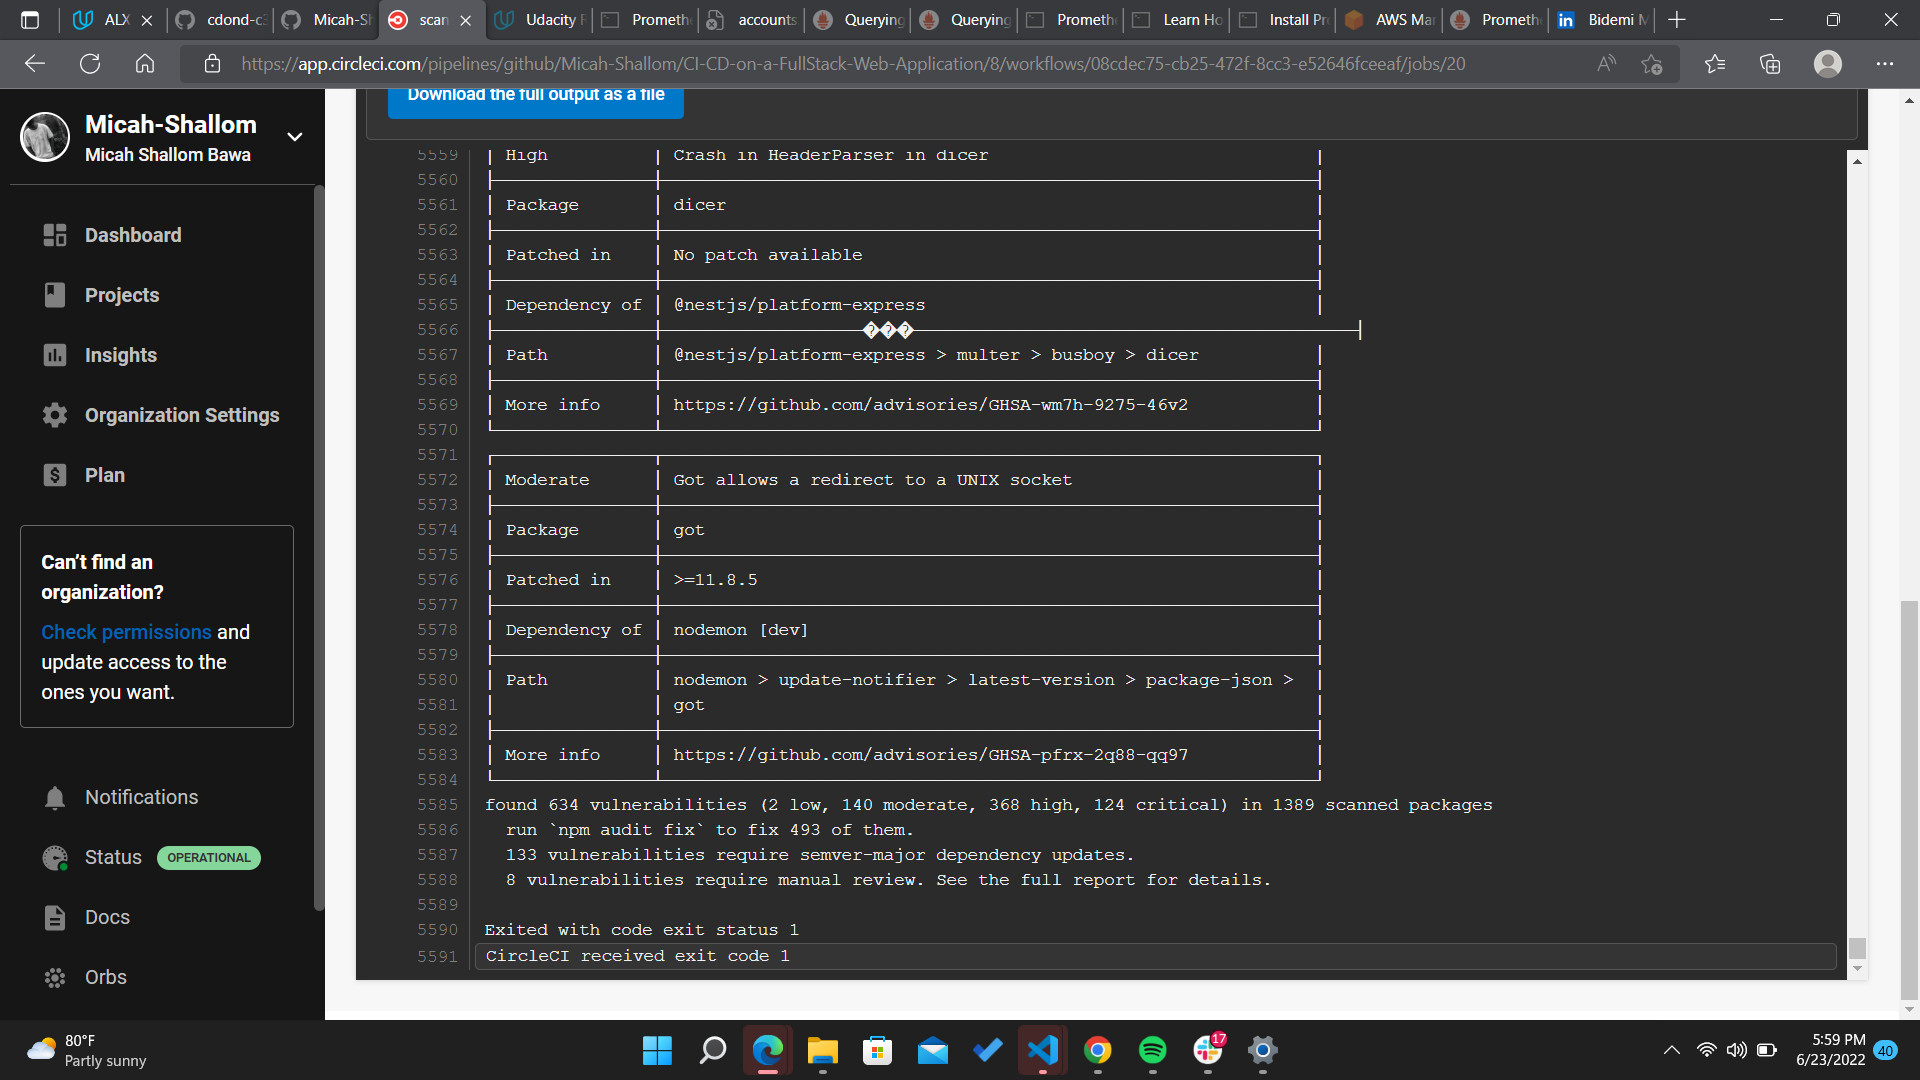 ALX
cdond-c3
Micah-Sh
scan
Udacity R
Prometh
accounts
Querying
Querying
Prometh
Learn Ho
Install Pr
AWS Mar
Prometh
Bidemi M
https://app.circleci.com/pipelines/github/Micah-Shallom/CI-CD-on-a-FullStack-Web-Application/8/workflows/08cdec75-cb25-472f-8cc3-e52646fceeaf/jobs/20
Micah-Shallom
Micah Shallom Bawa
Dashboard
Projects
Insights
Organization Settings
Plan
Can’t find an
organization?
Check permissions and
update access to the
ones you want.
Notifications
Status OPERATIONAL
Docs
Orbs
Download the full output as a file
5559 │ High │ Crash in HeaderParser in dicer │
5560
5561 │ Package │ dicer │
5562
5563 │ Patched in │ No patch available │
5564
5565 │ Dependency of │ @nestjs/platform-express │
5566 ���
5567 │ Path │ @nestjs/platform-express > multer > busboy > dicer │
5568
5569 │ More info │ https://github.com/advisories/GHSA-wm7h-9275-46v2 │
5570
5571
5572 │ Moderate │ Got allows a redirect to a UNIX socket │
5573
5574 │ Package │ got │
5575
5576 │ Patched in │ >=11.8.5 │
5577
5578 │ Dependency of │ nodemon [dev] │
5579
5580 │ Path │ nodemon > update-notifier > latest-version > package-json > │
5581 │ │ got │
5582
5583 │ More info │ https://github.com/advisories/GHSA-pfrx-2q88-qq97 │
5584
5585 found 634 vulnerabilities (2 low, 140 moderate, 368 high, 124 critical) in 1389 scanned packages
5586 run `npm audit fix` to fix 493 of them.
5587 133 vulnerabilities require semver-major dependency updates.
5588 8 vulnerabilities require manual review. See the full report for details.
5589
5590 Exited with code exit status 1
5591 CircleCI received exit code 1
80°F
Partly sunny
17
5:59 PM
6/23/2022
40